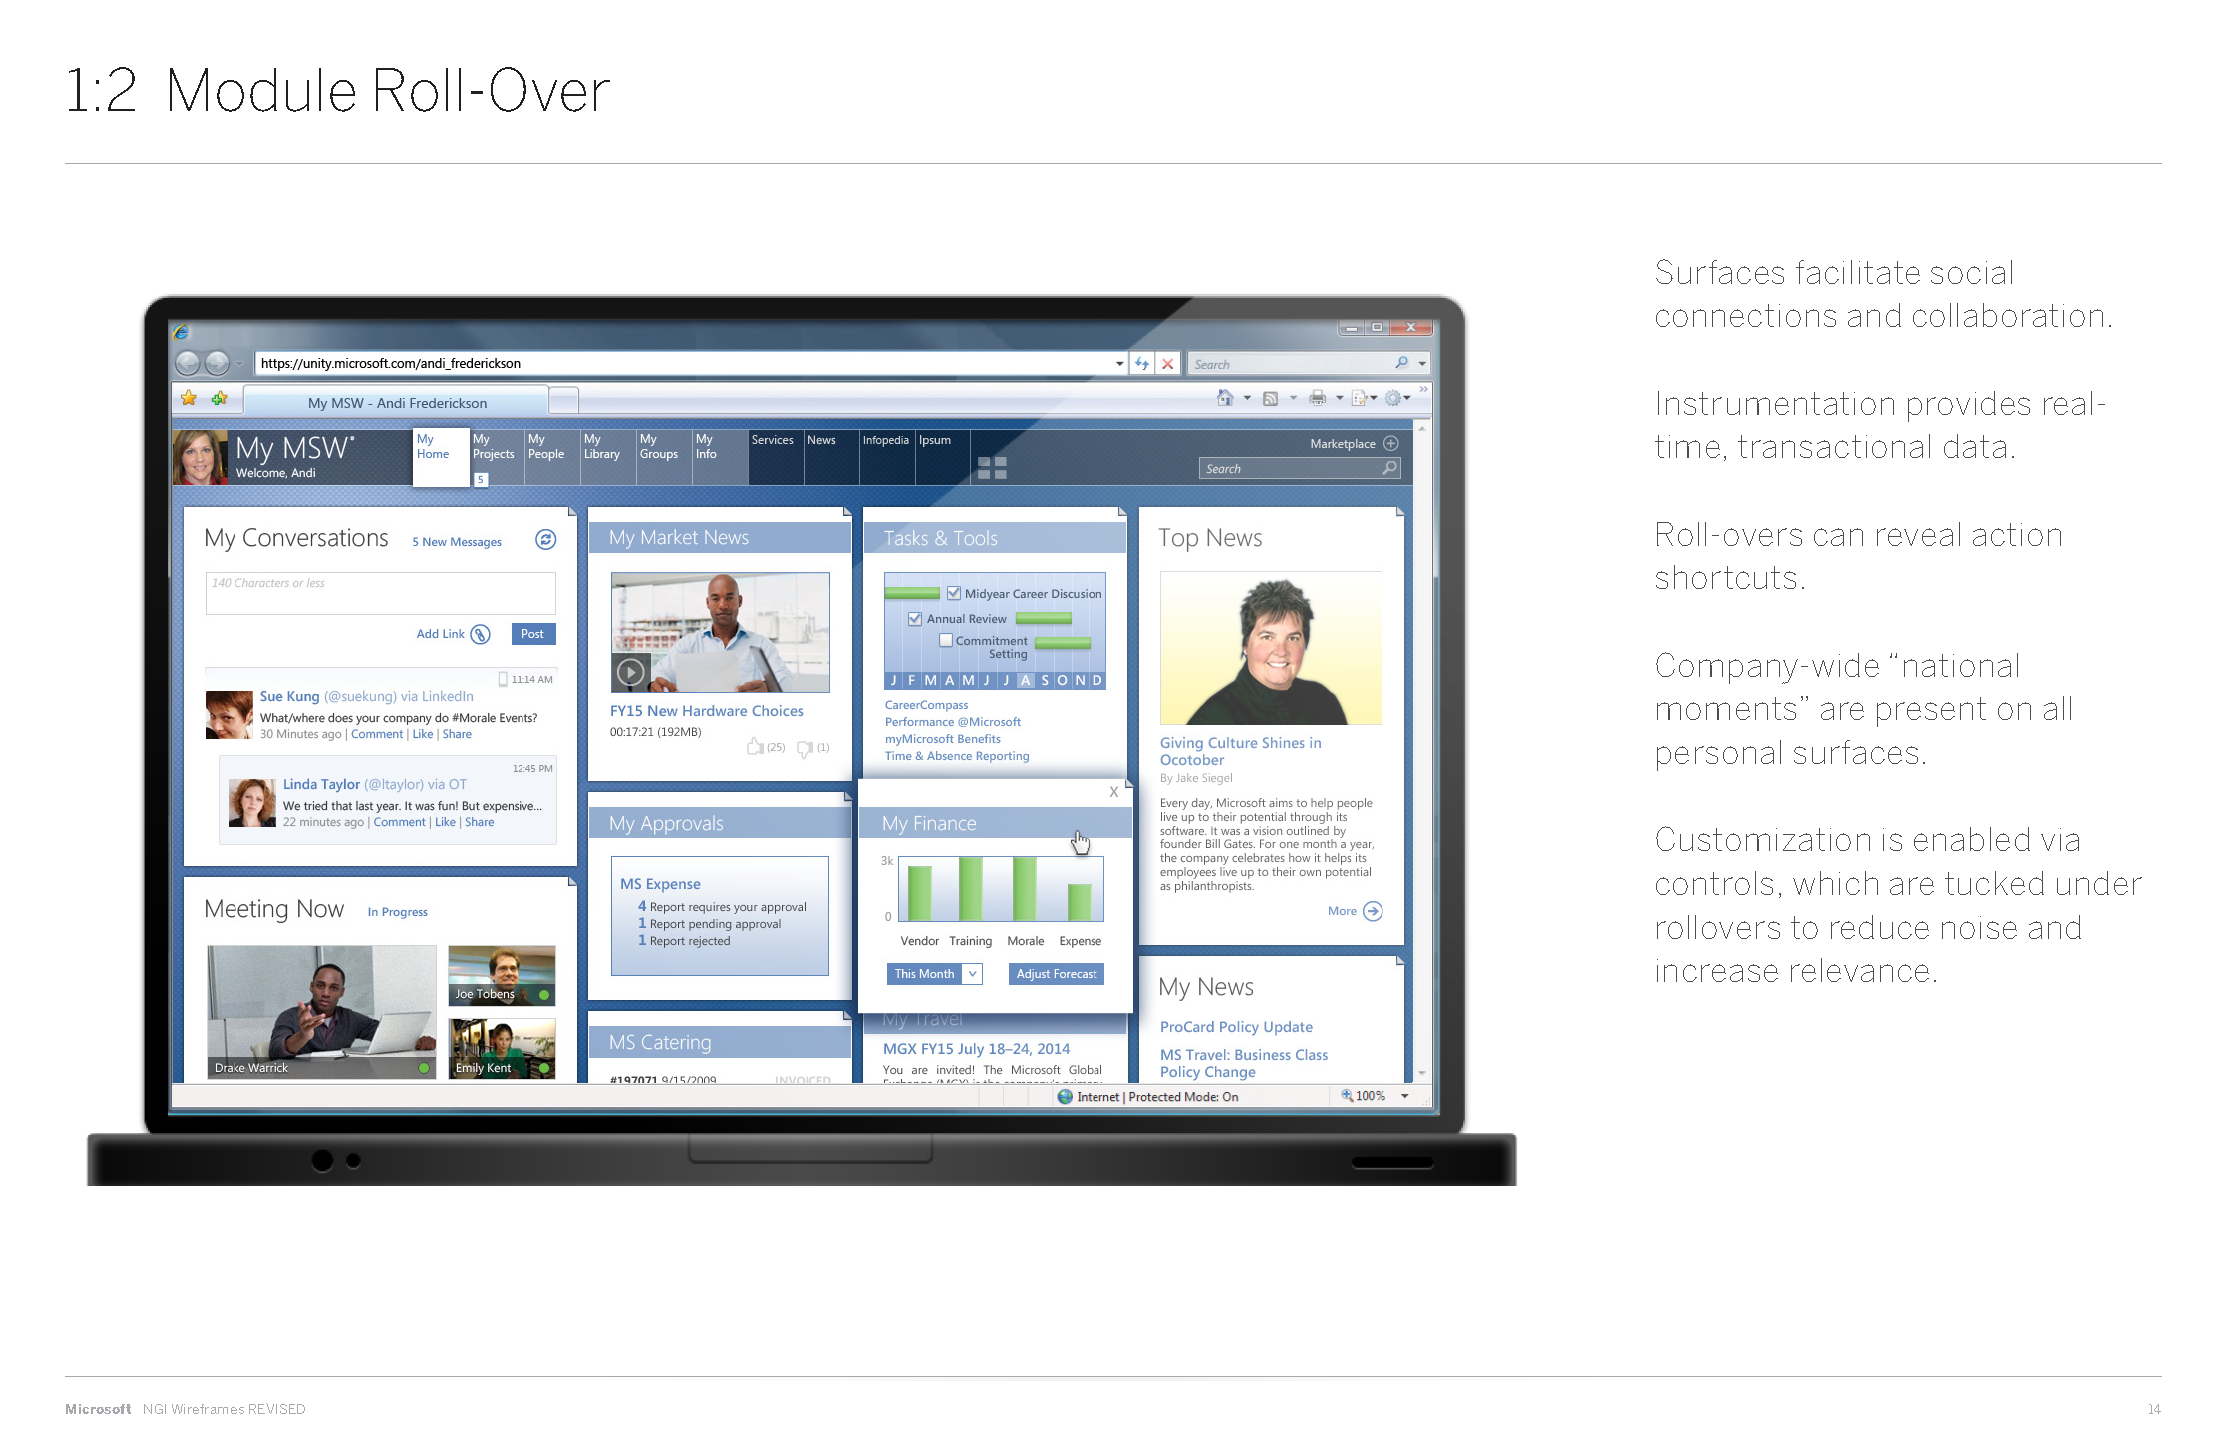 1:2 Module Roll-Over
https://unity.microsoft.com/andi_frederickson
Search
My MSW - Andi Frederickson
My MSW
Welcome, Andi
My Home
My Projects
5
My People
My Library
My Groups
My Info
Services
News
Infopedia
Ipsum
Marketplace
Search
My Conversations
5 New Messages
140 Characters or less
Add Link
Post
11:14 AM
Sue Kung (@suekung) via LinkedIn
What/where does your company do #Morale Events?
30 Minutes ago | Comment | Like | Share
12:45 PM
Linda Taylor (@ltaylor) via OT
We tried that last year. It was fun! But expensive...
22 minutes ago | Comment | Like | Share
Meeting Now
In Progress
Drake Warrick
Joe Tobens
Emily Kent
My Market News
FY15 New Hardware Choices
00:17:21 (192MB)
(25)
(1)
My Approvals
MS Expense
4 Report requires your approval
1 Report pending approval
1 Report rejected
MS Catering
#197071 9/15/2009
INVOICED
Tasks & Tools
Midyear Career Discusion
Annual Review
Commitment
Setting
J F M A M J J A S O N D
CareerCompass
Performance @Microsoft
myMicrosoft Benefits
Time & Absence Reporting
X
My Finance
3k
0
Vendor Training Morale Expense
This Month
Adjust Forecast
My Travel
MGX FY15 July 18–24, 2014
You are invited! The Microsoft Global
Exchange (MGX) is the company's primary
Top News
Giving Culture Shines in
Ocotober
By Jake Siegel
Every day, Microsoft aims to help people
live up to their potential through its
software. It was a vision outlined by
founder Bill Gates. For one month a year,
the company celebrates how it helps its
employees live up to their own potential
as philanthropists.
More
My News
ProCard Policy Update
MS Travel: Business Class
Policy Change
Internet | Protected Mode: On
100%
Surfaces facilitate social
connections and collaboration.
Instrumentation provides real-
time, transactional data.
Roll-overs can reveal action
shortcuts.
Company-wide “national
moments” are present on all
personal surfaces.
Customization is enabled via
controls, which are tucked under
rollovers to reduce noise and
increase relevance.
Microsoft NGI Wireframes REVISED
14